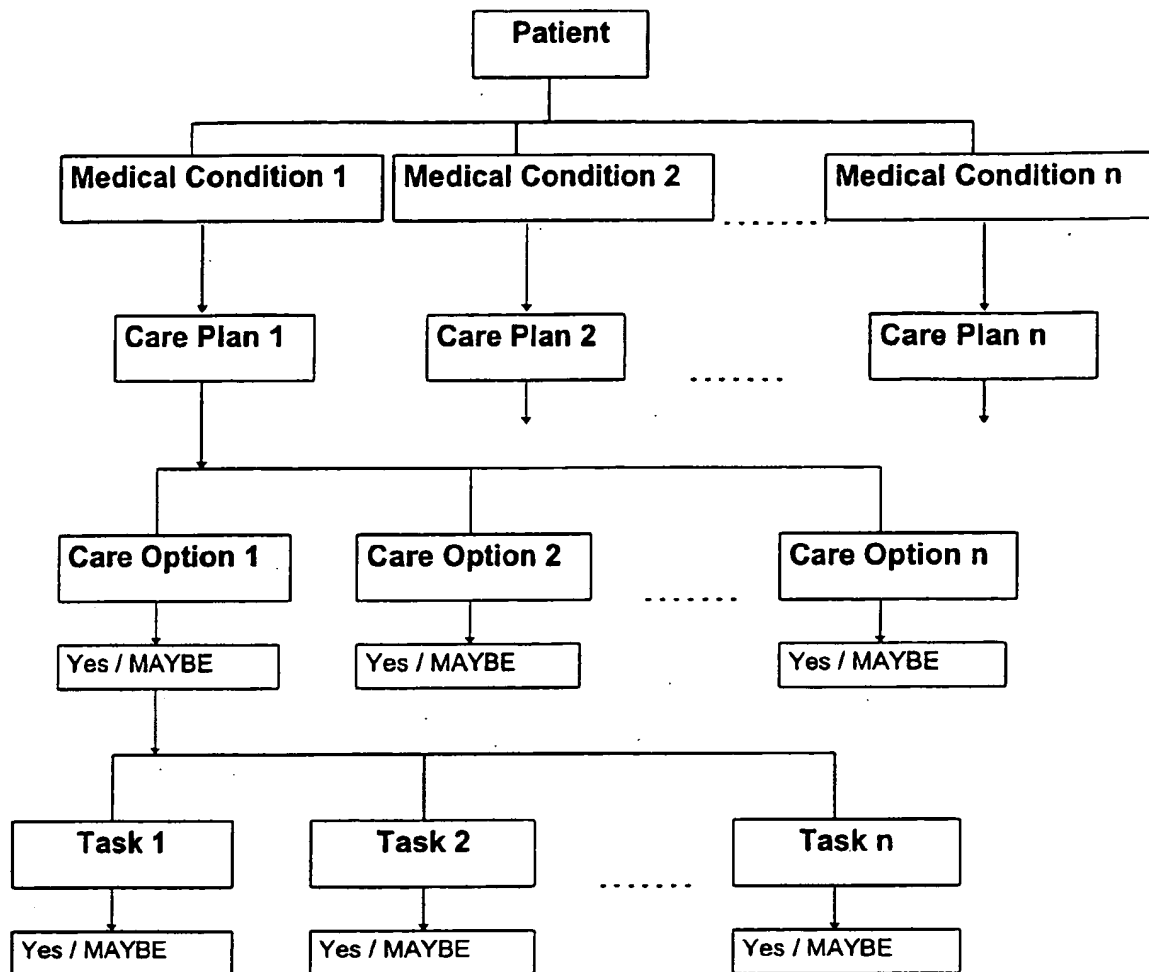 Patient
Medical Condition 1
Medical Condition 2
Medical Condition n
Care Plan 1
Care Plan 2
Care Plan n
Care Option 1
Care Option 2
Care Option n
Yes / MAYBE
Yes / MAYBE
Yes / MAYBE
Task 1
Task 2
Task n
Yes / MAYBE
Yes / MAYBE
Yes / MAYBE